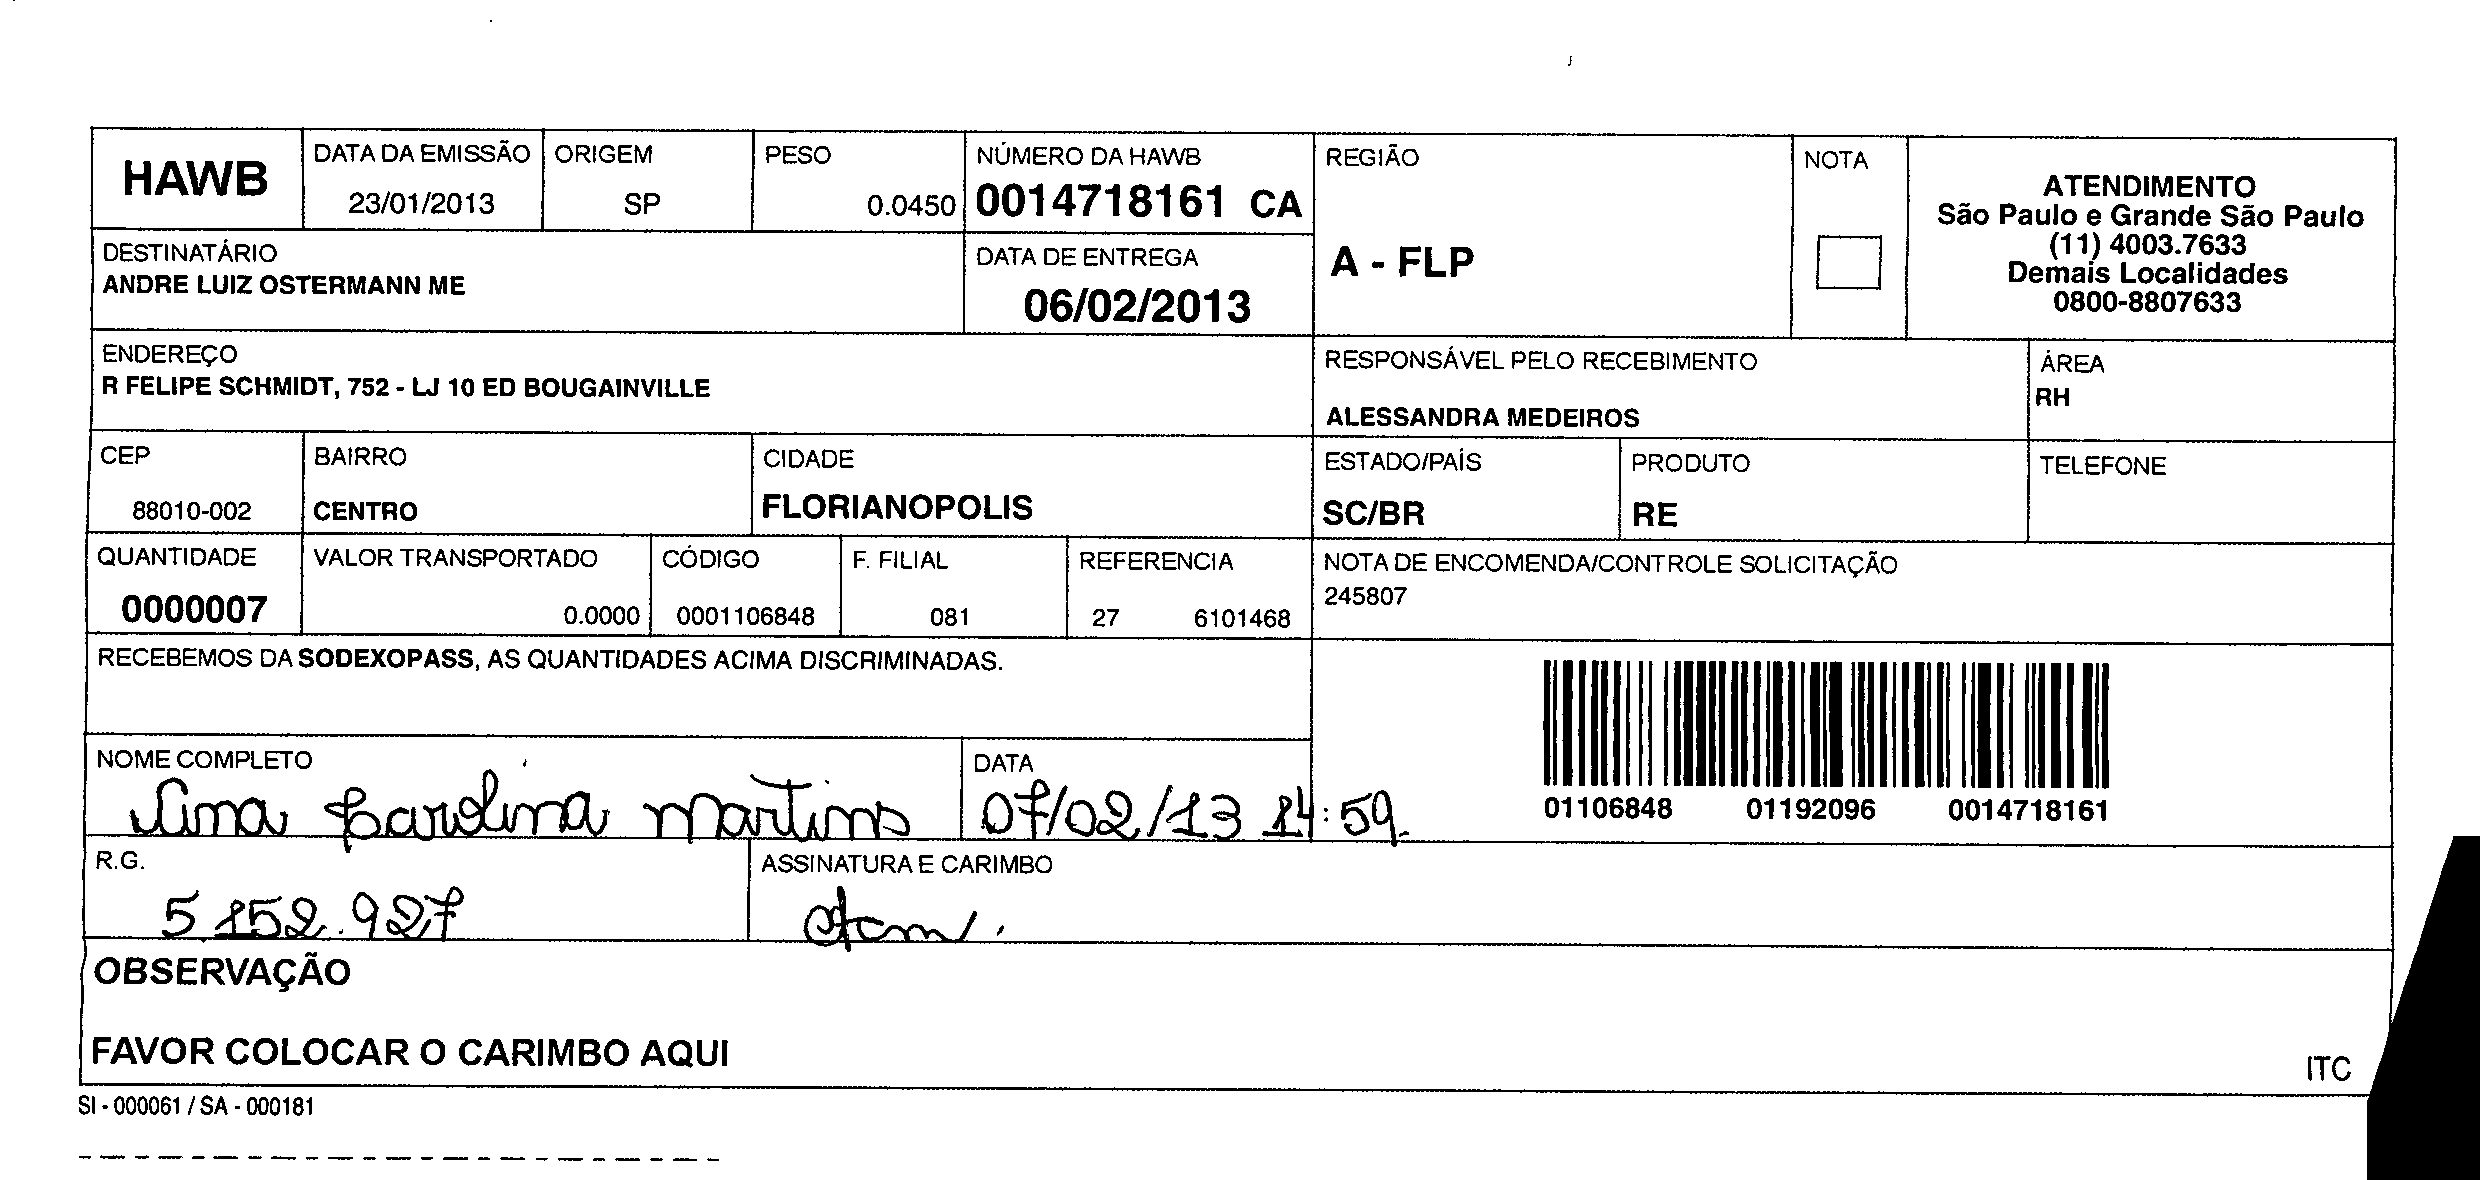 HAWB
DATA DA EMISSÃO
23/01/2013
ORIGEM
SP
PESO
0.0450
NÚMERO DA HAWB
0014718161 CA
REGIÃO
A - FLP
NOTA
ATENDIMENTO
São Paulo e Grande São Paulo
(11) 4003.7633
Demais Localidades
0800-8807633
DESTINATÁRIO
ANDRE LUIZ OSTERMANN ME
DATA DE ENTREGA
06/02/2013
ENDEREÇO
R FELIPE SCHMIDT, 752 - LJ 10 ED BOUGAINVILLE
RESPONSÁVEL PELO RECEBIMENTO
ALESSANDRA MEDEIROS
ÁREA
RH
CEP
88010-002
BAIRRO
CENTRO
CIDADE
FLORIANOPOLIS
ESTADO/PAÍS
SC/BR
PRODUTO
RE
TELEFONE
QUANTIDADE
0000007
VALOR TRANSPORTADO
0.0000
CÓDIGO
0001106848
F. FILIAL
081
REFERENCIA
27 6101468
NOTA DE ENCOMENDA/CONTROLE SOLICITAÇÃO
245807
RECEBEMOS DA SODEXOPASS, AS QUANTIDADES ACIMA DISCRIMINADAS.
01106848 01192096 0014718161
NOME COMPLETO
Carolina Martins
DATA
07/02/13 14:59.
R.G.
5152.927
ASSINATURA E CARIMBO
OBSERVAÇÃO
FAVOR COLOCAR O CARIMBO AQUI
ITC
SI - 000061 / SA - 000181